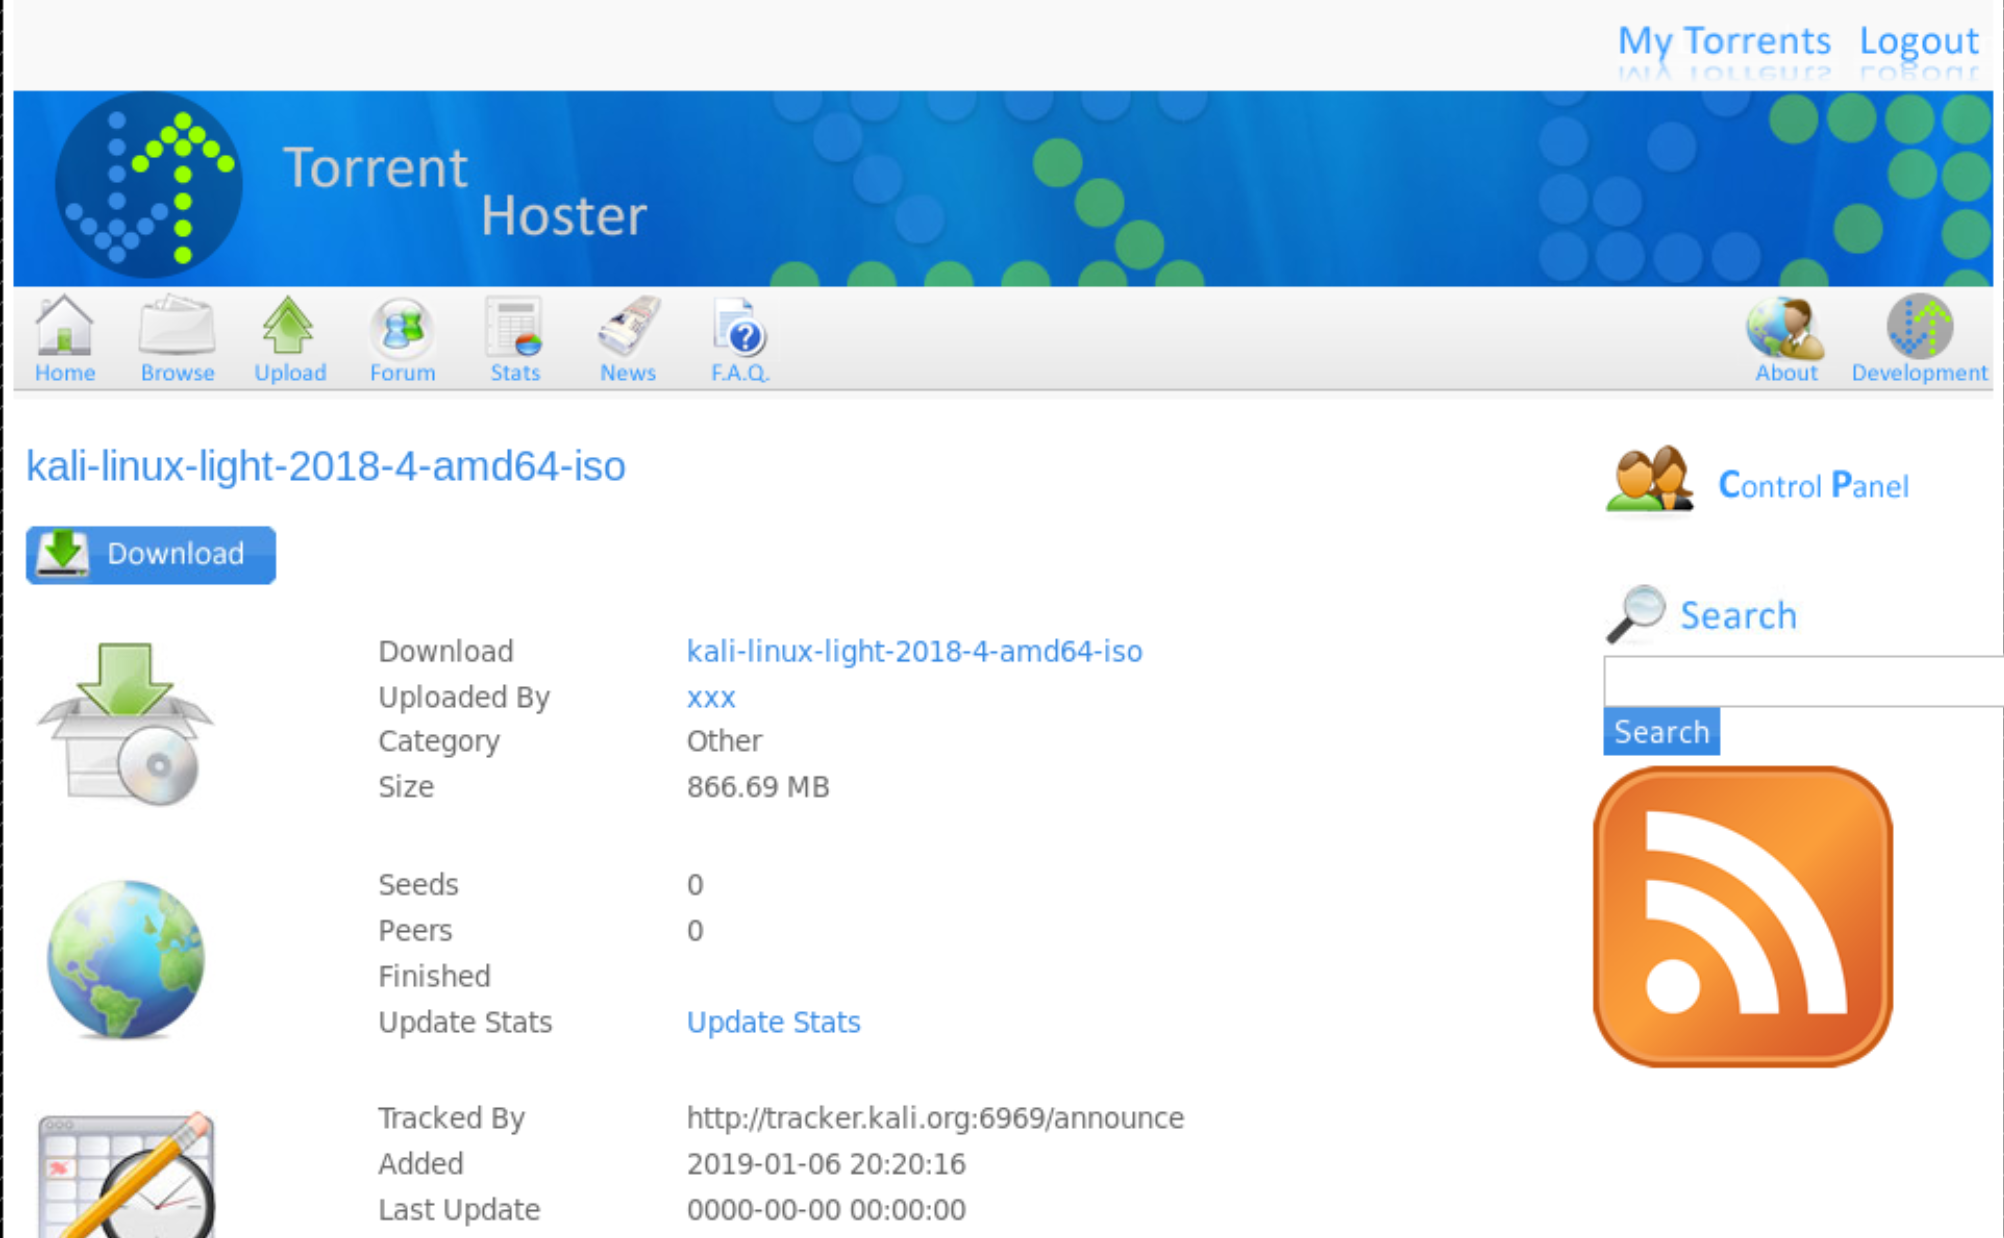 My Torrents Logout
Torrent
Hoster
Home Browse Upload Forum Stats News F.A.Q. About Development
kali-linux-light-2018-4-amd64-iso
Control Panel
Download
Search
Download kali-linux-light-2018-4-amd64-iso
Uploaded By xxx
Search
Category Other
Size 866.69 MB
Seeds 0
Peers 0
Finished
Update Stats Update Stats
Tracked By http://tracker.kali.org:6969/announce
Added 2019-01-06 20:20:16
Last Update 0000-00-00 00:00:00